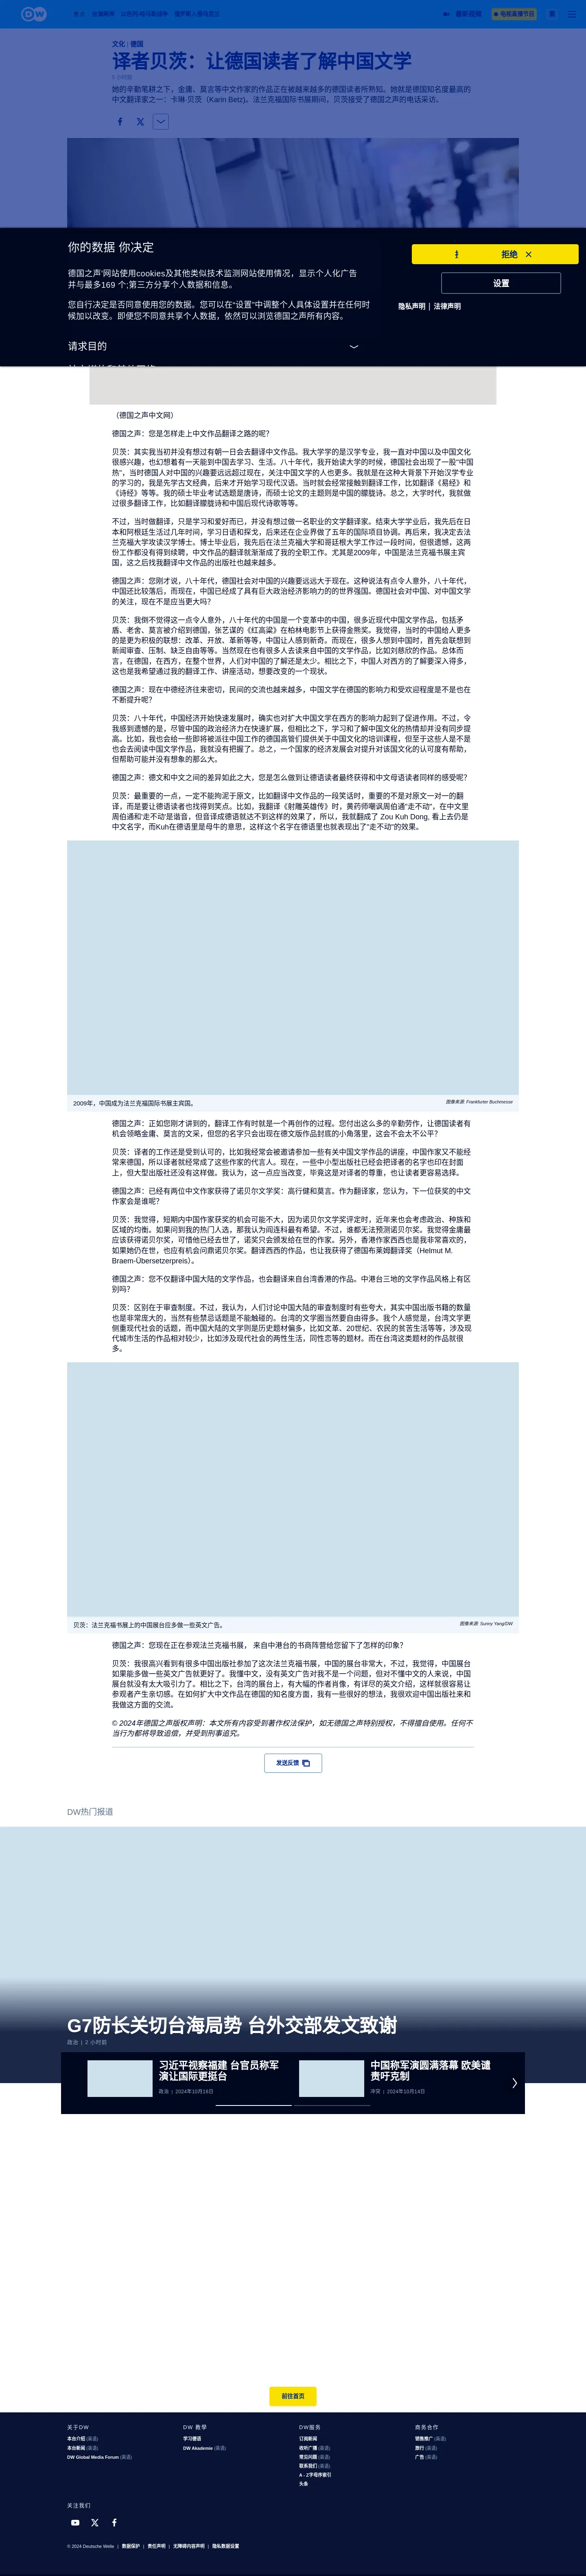 DW
最新视频
电视直播节目
文化 | 德国
译者贝茨：让德国读者了解中国文学
她的辛勤笔耕之下，金庸、莫言等中文作家的作品正在被越来越多的德国读者所熟知。她就是德国知名度最高的
中文翻译家之一：卡琳·贝茨（Karin Betz)。法兰克福国际书展期间，贝茨接受了德国之声的电话采访。
你的数据 你决定
德国之声'网站使用cookies及其他类似技术监测网站使用情况，显示个人化广告
并与最多169 个;第三方分享个人数据和信息。
您自行决定是否同意使用您的数据。您可以在"设置"中调整个人具体设置并在任何时
候加以改变。即便您不同意共享个人数据，依然可以浏览德国之声所有内容。
请求目的
拒绝
设置
隐私声明 | 法律声明
（德国之声中文网）
德国之声：您是怎样走上中文作品翻译之路的呢？
贝茨：其实我当初并没有想过有朝一日会去翻译中文作品。我大学学的是汉学专业，我一直对中国以及中国文化
很感兴趣，也幻想着有一天能到中国去学习、生活。八十年代，我开始读大学的时候，德国社会出现了一股"中国
热"，当时德国人对中国的兴趣要远远超过现在，关注中国文学的人也更多。我就是在这种大背景下开始汉学专业
的学习的，我是先学古文经典，后来才开始学习现代汉语。当时就会经常接触到翻译工作，比如翻译《易经》和
《诗经》等等。我的硕士毕业考试选题是唐诗，而硕士论文的主题则是中国的朦胧诗。总之，大学时代，我就做
过很多翻译工作，比如翻译朦胧诗和中国后现代诗歌等等。
不过，当时做翻译，只是学习和爱好而已，并没有想过做一名职业的文学翻译家。结束大学学业后，我先后在日
本和阿根廷生活过几年时间，学习日语和探戈，后来还在企业界做了五年的国际项目协调。再后来，我决定去法
兰克福大学攻读汉学博士。博士毕业后，我先后在法兰克福大学和哥廷根大学工作过一段时间，但很遗憾，这两
份工作都没有得到续聘，中文作品的翻译就渐渐成了我的全职工作。尤其是2009年，中国是法兰克福书展主宾
国，这之后找我翻译中文作品的出版社也越来越多。
德国之声：您刚才说，八十年代，德国社会对中国的兴趣要远远大于现在。这种说法有点令人意外，八十年代，
中国还比较落后，而现在，中国已经成了具有巨大政治经济影响力的的世界强国。德国社会对中国、对中国文学
的关注，现在不是应当更大吗？
贝茨：我倒不觉得这一点令人意外，八十年代的中国是一个变革中的中国，很多近现代中国文学作品，包括矛
盾、老舍、莫言被介绍到德国，张艺谋的《红高粱》在柏林电影节上获得金熊奖。我觉得，当时的中国给人更多
的是更为积极的联想：改革、开放、革新等等，中国让人感到新奇。而现在，很多人想到中国时，首先会联想到
新闻审查、压制、缺乏自由等等。当然现在也有很多人去读来自中国的文学作品，比如刘慈欣的作品。总体而
言，在德国，在西方，在整个世界，人们对中国的了解还是太少。相比之下，中国人对西方的了解要深入得多，
这也是我希望通过我的翻译工作、讲座活动，想要改变的一个现状。
德国之声：现在中德经济往来密切，民间的交流也越来越多，中国文学在德国的影响力和受欢迎程度是不是也在
不断提升呢？
贝茨：八十年代，中国经济开始快速发展时，确实也对扩大中国文学在西方的影响力起到了促进作用。不过，令
我感到遗憾的是，尽管中国的政治经济力在快速扩展，但相比之下，学习和了解中国文化的热情却并没有同步提
高。比如，我也会给一些即将被派往中国工作的德国高管们提供关于中国文化的培训课程，但至于这些人是不是
也会去阅读中国文学作品，我就没有把握了。总之，一个国家的经济发展会对提升对该国文化的认可度有帮助，
但帮助可能并没有想象的那么大。
德国之声：德文和中文之间的差异如此之大，您是怎么做到让德语读者最终获得和中文母语读者同样的感受呢？
贝茨：最重要的一点，一定不能拘泥于原文，比如翻译中文作品的一段笑话时，重要的不是对原文一对一的翻
译，而是要让德语读者也找得到笑点。比如，我翻译《射雕英雄传》时，黄药师嘲讽周伯通"走不动"，在中文里
周伯通和'走不动'是谐音，但音译成德语就达不到这样的效果了，所以，我就翻成了 Zou Kuh Dong, 看上去仍是
中文名字，而Kuh在德语里是母牛的意思，这样这个名字在德语里也就表现出了"走不动"的效果。
2009年，中国成为法兰克福国际书展主宾国。
图像来源: Frankfurter Buchmesse
德国之声：正如您刚才讲到的，翻译工作有时就是一个再创作的过程。您付出这么多的辛勤劳作，让德国读者有
机会领略金庸、莫言的文采，但您的名字只会出现在德文版作品封底的小角落里，这会不会太不公平？
贝茨：译者的工作还是受到认可的，比如我经常会被邀请参加一些有关中国文学作品的讲座，中国作家又不能经
常来德国，所以译者就经常成了这些作家的代言人。现在，一些中小型出版社已经会把译者的名字也印在封面
上，但大型出版社还没有这样做。我认为，这一点应当改变，毕竟这是对译者的尊重，也让读者更容易选择。
德国之声：已经有两位中文作家获得了诺贝尔文学奖：高行健和莫言。作为翻译家，您认为，下一位获奖的中文
作家会是谁呢？
贝茨：我觉得，短期内中国作家获奖的机会可能不大，因为诺贝尔文学奖评定时，近年来也会考虑政治、种族和
区域的均衡。如果问到我的热门人选，那我认为阎连科最有希望。不过，谁都无法预测诺贝尔奖。我觉得金庸最
应该获得诺贝尔奖，可惜他已经去世了，诺奖只会颁发给在世的作家。另外，香港作家西西也是我非常喜欢的，
如果她仍在世，也应有机会问鼎诺贝尔奖。翻译西西的作品，也让我获得了德国布莱姆翻译奖（Helmut M.
Braem-Übersetzerpreis）。
德国之声：您不仅翻译中国大陆的文学作品，也会翻译来自台湾香港的作品。中港台三地的文学作品风格上有区
别吗？
贝茨：区别在于审查制度。不过，我认为，人们讨论中国大陆的审查制度时有些夸大，其实中国出版书籍的数量
也是非常庞大的，当然有些禁忌话题是不能触碰的。台湾的文学圈当然要自由得多。我个人感觉是，台湾文学更
侧重现代社会的话题，而中国大陆的文学则是历史题材偏多，比如文革、20世纪、农民的贫苦生活等等，涉及现
代城市生活的作品相对较少，比如涉及现代社会的两性生活，同性恋等的题材。而在台湾这类题材的作品就很
多。
贝茨：法兰克福书展上的中国展台应多做一些英文广告。
图像来源: Sunny Yang/DW
德国之声：您现在正在参观法兰克福书展， 来自中港台的书商阵营给您留下了怎样的印象？
贝茨：我很高兴看到有很多中国出版社参加了这次法兰克福书展，中国的展台非常大，不过，我觉得，中国展台
如果能多做一些英文广告就更好了。我懂中文，没有英文广告对我不是一个问题，但对不懂中文的人来说，中国
展台就没有太大吸引力了。相比之下，台湾的展台上，有大幅的作者肖像，有详尽的英文介绍，这样就很容易让
参观者产生亲切感。在如何扩大中文作品在德国的知名度方面，我有一些很好的想法，我很欢迎中国出版社来和
我做这方面的交流。
© 2024年德国之声版权声明：本文所有内容受到著作权法保护，如无德国之声特别授权，不得擅自使用。任何不
当行为都将导致追偿，并受到刑事追究。
发送反馈
DW热门报道
G7防长关切台海局势 台外交部发文致谢
政治 | 2 小时前
习近平视察福建 台官员称军
演让国际更挺台
政治 | 2024年10月16日
中国称军演圆满落幕 欧美谴
责吓克制
冲突 | 2024年10月14日
前往首页
关于DW
本台介绍 (英语)
本台新闻 (英语)
DW Global Media Forum (英语)
DW 教學
学习德语
DW Akademie (英语)
DW服务
订阅新闻
收听广播 (英语)
常见问题 (英语)
联系我们 (英语)
A - Z字母序索引
头条
商务合作
销售推广 (英语)
旅行 (英语)
广告 (英语)
关注我们
© 2024 Deutsche Welle | 数据保护 | 责任声明 | 无障碍内容声明 | 隐私数据设置